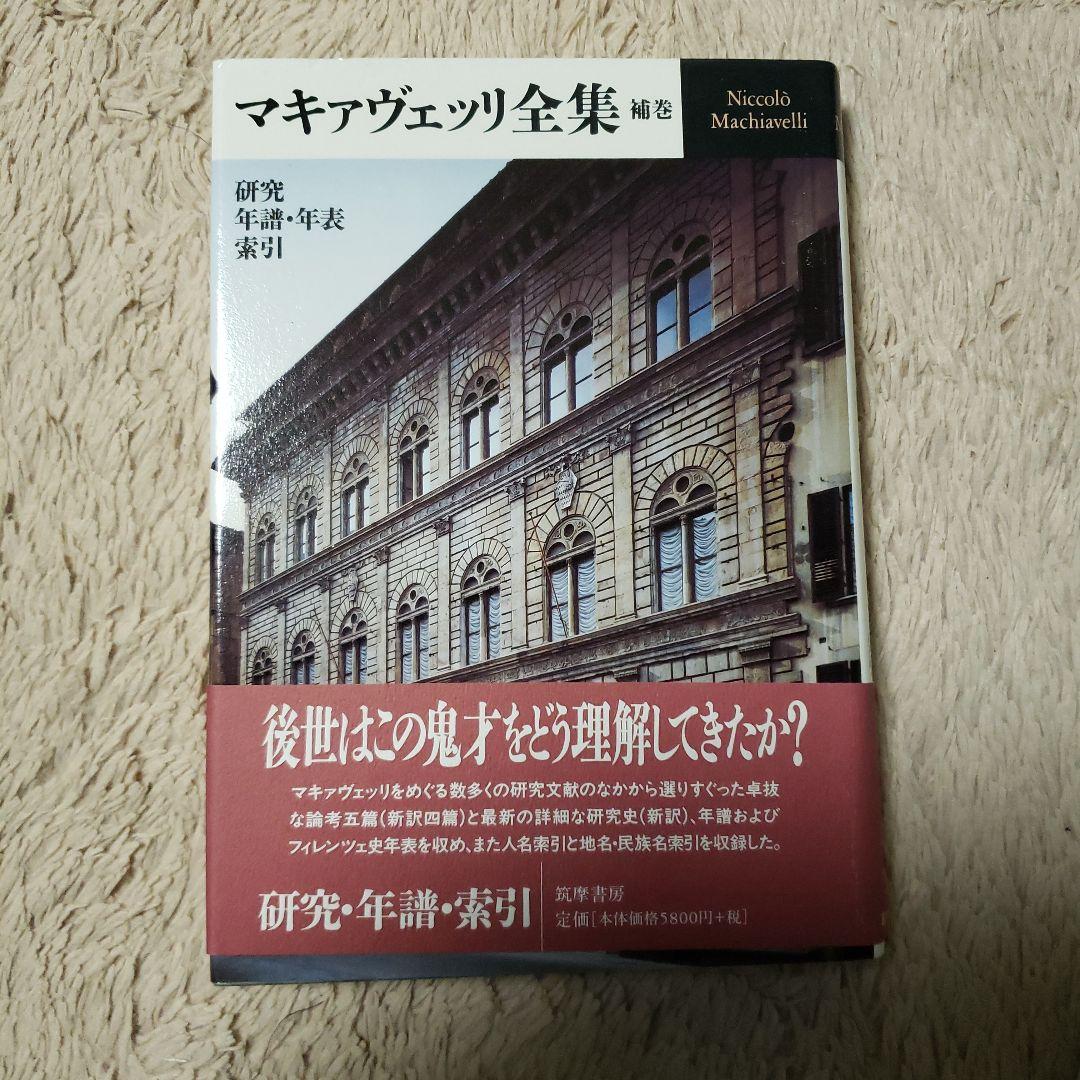 マキァヴェッリ全集 補巻
Niccolò
Machiavelli
研究
年譜・年表
索引
後世はこの鬼才をどう理解してきたか?
マキァヴェッリをめぐる数多くの研究文献のなかから選りすぐった卓抜
な論考五篇(新訳四篇)と最新の詳細な研究史(新訳)、年譜および
フィレンツェ史年表を収め、また人名索引と地名・民族名索引を収録した。
研究・年譜・索引
筑摩書房
定価[本体価格5800円+税]